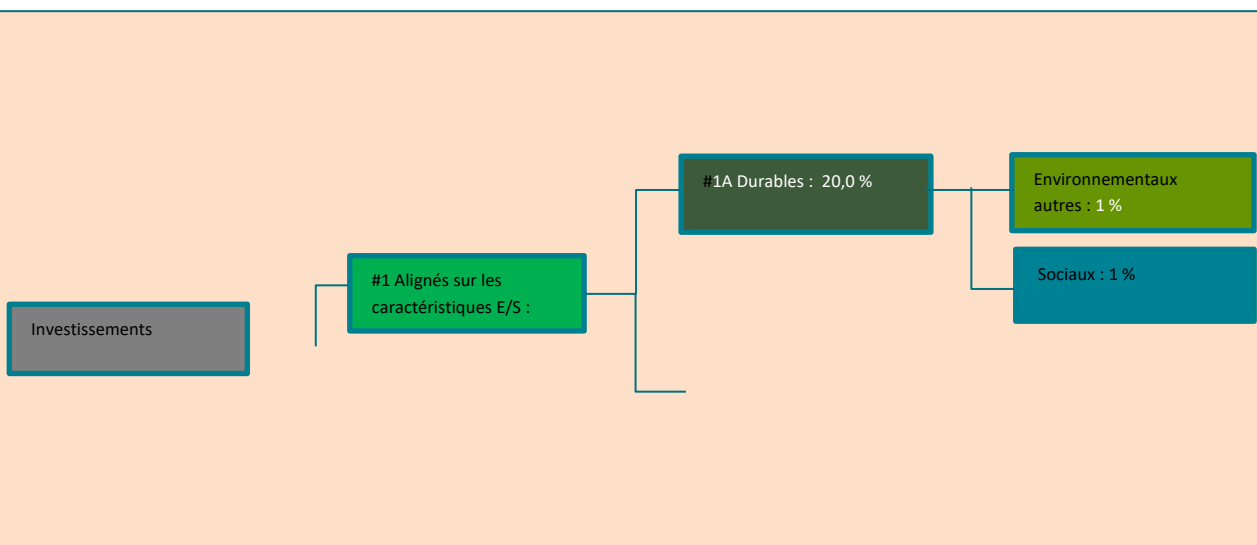 Investissements
#1 Alignés sur les
caractéristiques E/S :
#1A Durables : 20,0 %
Environnementaux
autres : 1 %
Sociaux : 1 %